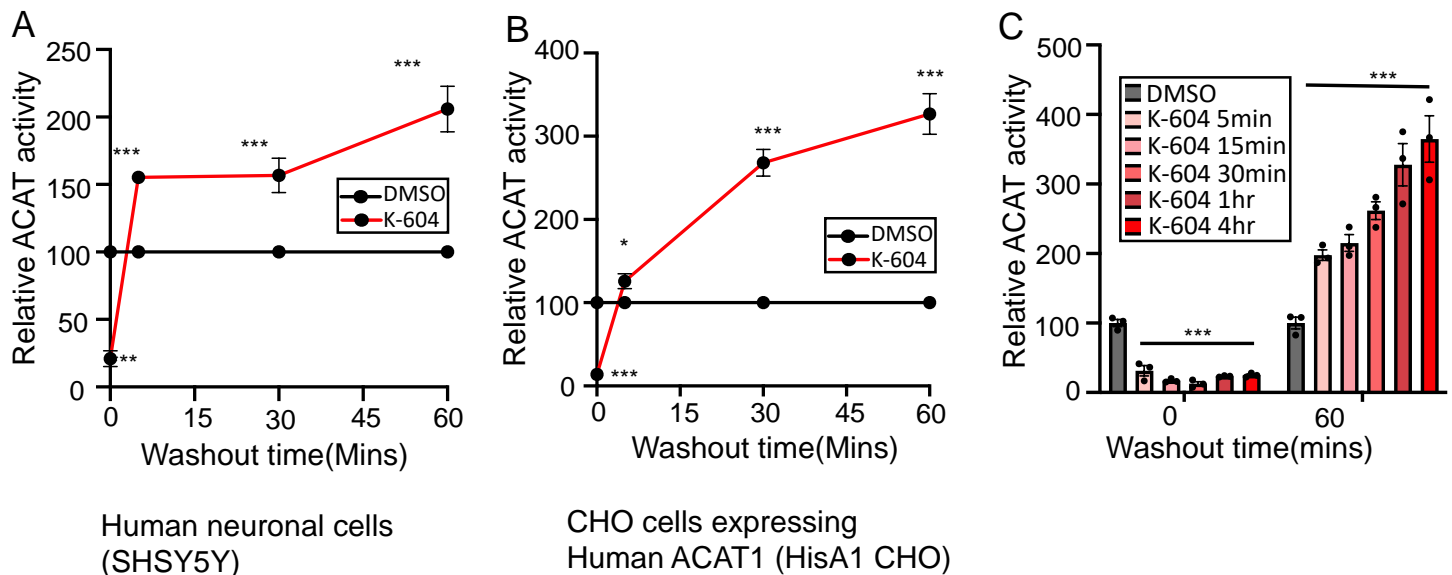 A
Relative ACAT activity
250
200
150
100
50
0
***
***
***
**
DMSO
K-604
0
15
30
45
60
Washout time(Mins)
Human neuronal cells
(SHSY5Y)
B
Relative ACAT activity
400
300
200
100
0
***
***
*
***
DMSO
K-604
0
15
30
45
60
Washout time(Mins)
CHO cells expressing
Human ACAT1 (HisA1 CHO)
C
Relative ACAT activity
500
400
300
200
100
0
DMSO
K-604 5min
K-604 15min
K-604 30min
K-604 1hr
K-604 4hr
***
***
0
60
Washout time(mins)